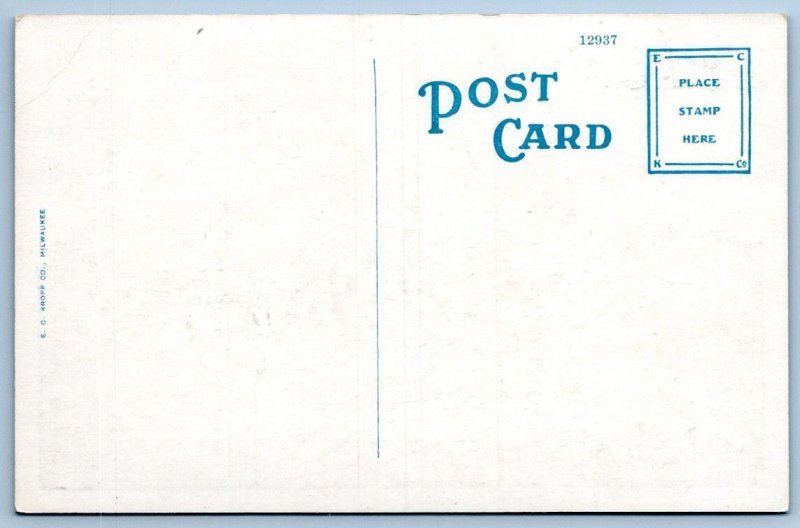 12937
POST
CARD
E C
PLACE
STAMP
HERE
K Co
E. C. KROPP CO., MILWAUKEE